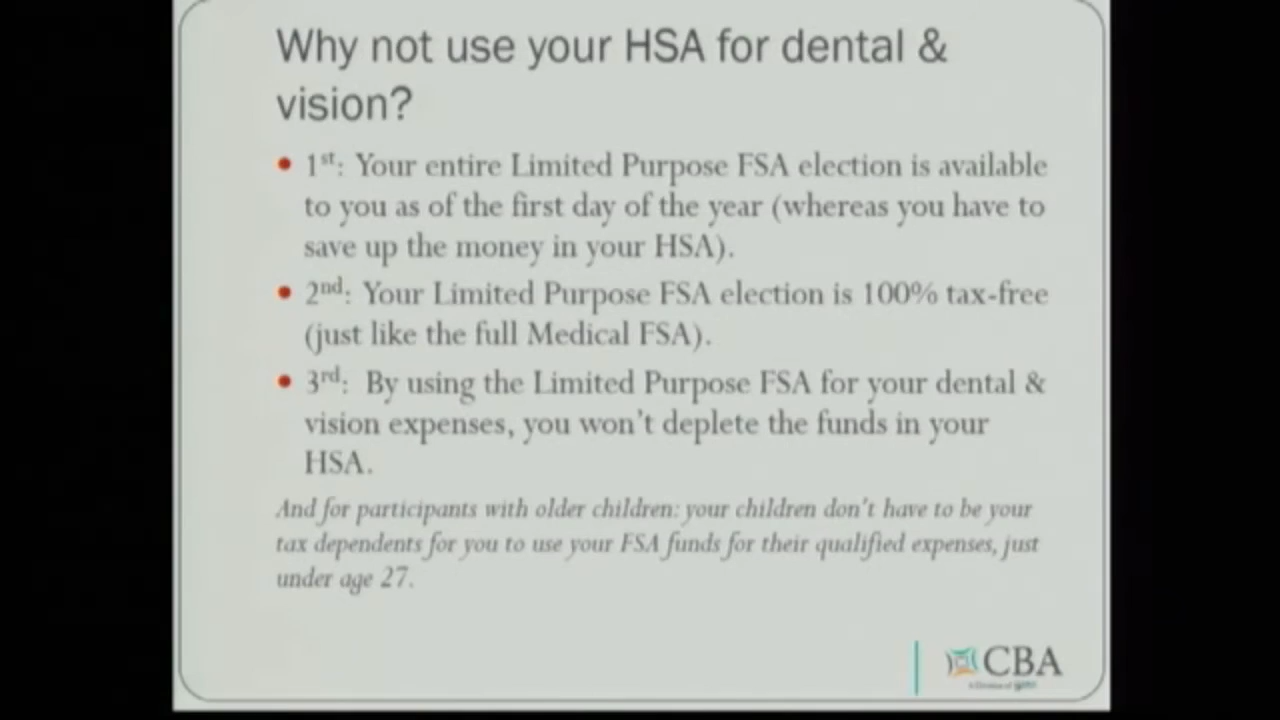 Why not use your HSA for dental &
vision?
• 1st: Your entire Limited Purpose FSA election is available
to you as of the first day of the year (whereas you have to
save up the money in your HSA).
• 2nd: Your Limited Purpose FSA election is 100% tax-free
(just like the full Medical FSA).
• 3rd: By using the Limited Purpose FSA for your dental &
vision expenses, you won't deplete the funds in your
HSA.
And for participants with older children: your children don't have to be your
tax dependents for you to use your FSA funds for their qualified expenses, just
under age 27.
CBA
A Division of